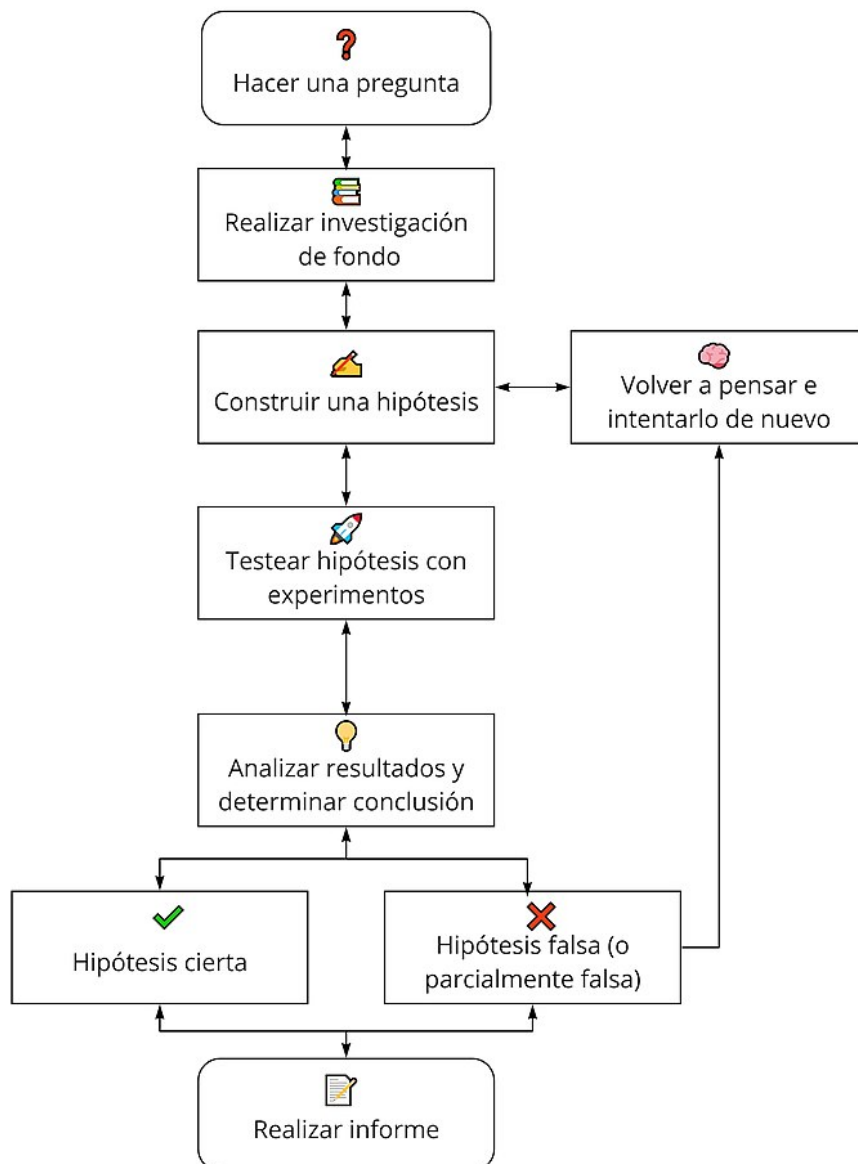 Hacer una pregunta
Realizar investigación
de fondo
Construir una hipótesis
Volver a pensar e
intentarlo de nuevo
Testear hipótesis con
experimentos
Analizar resultados y
determinar conclusión
Hipótesis cierta
Hipótesis falsa (o
parcialmente falsa)
Realizar informe